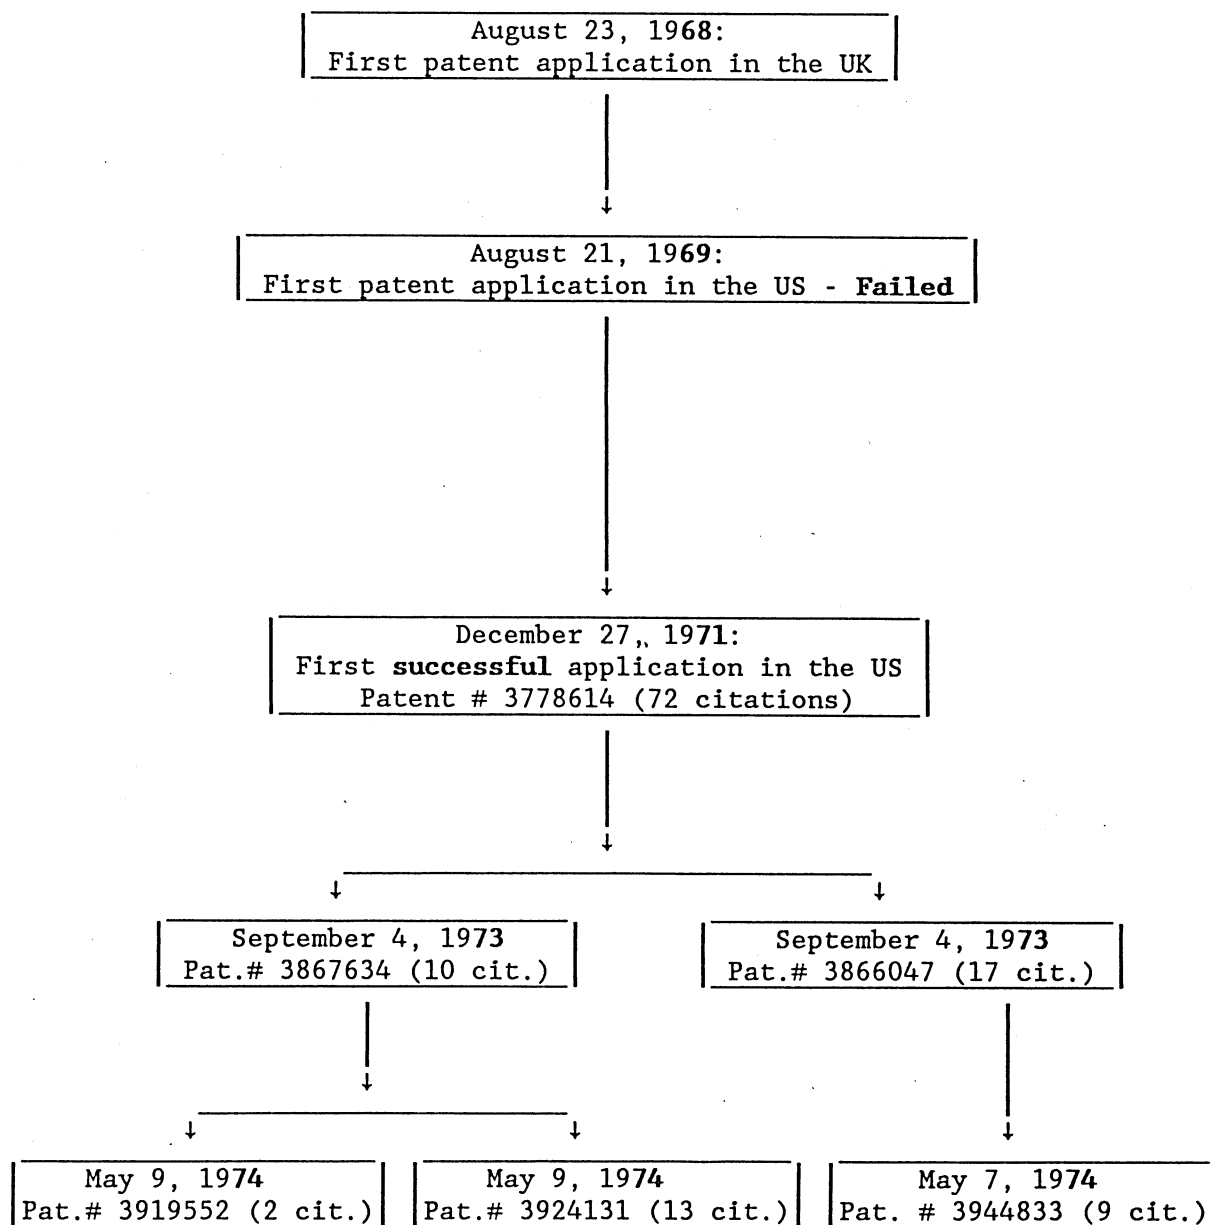 August 23, 1968:
First patent application in the UK
August 21, 1969:
First patent application in the US - Failed
December 27, 1971:
First successful application in the US
Patent # 3778614 (72 citations)
September 4, 1973
Pat.# 3867634 (10 cit.)
September 4, 1973
Pat.# 3866047 (17 cit.)
May 9, 1974
Pat.# 3919552 (2 cit.)
May 9, 1974
Pat.# 3924131 (13 cit.)
May 7, 1974
Pat. # 3944833 (9 cit.)